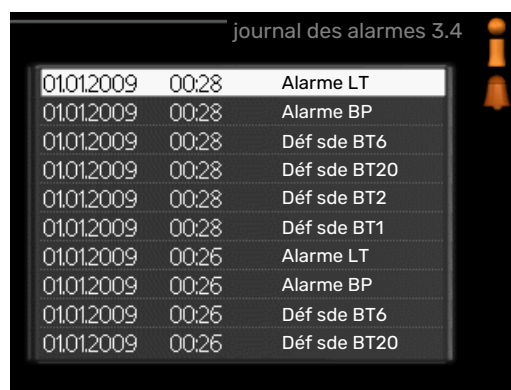 journal des alarmes 3.4
01.01.2009 00:28 Alarme LT
01.01.2009 00:28 Alarme BP
01.01.2009 00:28 Déf sde BT6
01.01.2009 00:28 Déf sde BT20
01.01.2009 00:28 Déf sde BT2
01.01.2009 00:28 Déf sde BT1
01.01.2009 00:26 Alarme LT
01.01.2009 00:26 Alarme BP
01.01.2009 00:26 Déf sde BT6
01.01.2009 00:26 Déf sde BT20